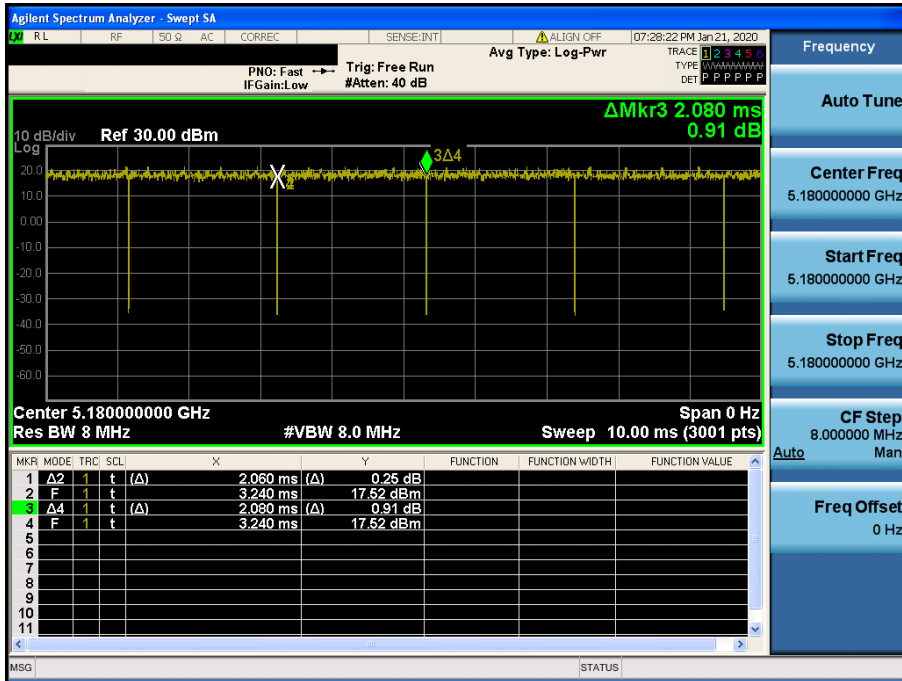 Agilent Spectrum Analyzer - Swept SA
LXI RL RF 50 Ω AC CORREC SENSE:INT ALIGN OFF 07:28:22 PM Jan 21, 2020
Avg Type: Log-Pwr TRACE 1 2 3 4 5 6
PNO: Fast Trig: Free Run TYPE WWWWWW
IFGain:Low #Atten: 40 dB DET P P P P P P
ΔMkr3 2.080 ms
0.91 dB
10 dB/div Ref 30.00 dBm
Log
3Δ4
20.0
10.0
0.00
-10.0
-20.0
-30.0
-40.0
-50.0
-60.0
Center 5.180000000 GHz Span 0 Hz
Res BW 8 MHz #VBW 8.0 MHz Sweep 10.00 ms (3001 pts)
MKR MODE TRC SCL X Y FUNCTION FUNCTION WIDTH FUNCTION VALUE
1 Δ2 1 t (Δ) 2.060 ms (Δ) 0.25 dB
2 F 1 t 3.240 ms 17.52 dBm
3 Δ4 1 t (Δ) 2.080 ms (Δ) 0.91 dB
4 F 1 t 3.240 ms 17.52 dBm
5
6
7
8
9
10
11
MSG STATUS
Frequency
Auto Tune
Center Freq
5.180000000 GHz
Start Freq
5.180000000 GHz
Stop Freq
5.180000000 GHz
CF Step
8.000000 MHz
Auto Man
Freq Offset
0 Hz